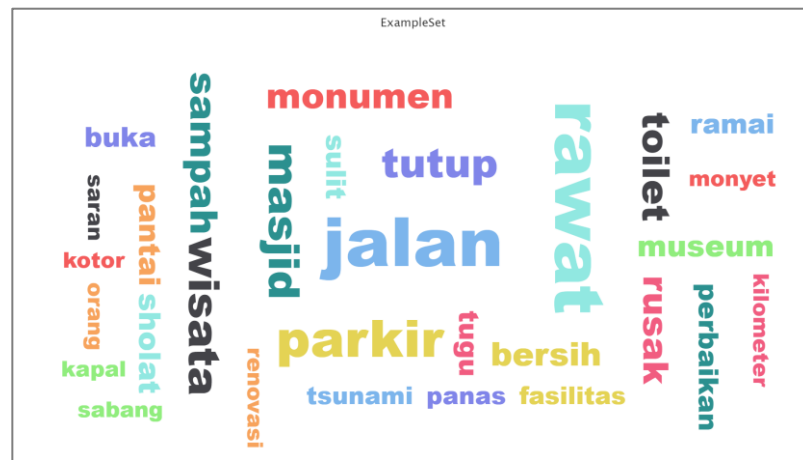 ExampleSet
buka
saran
kotor
orang
kapal
sabang
pantai
sholat
sampah
wisata
renovasi
monumen
masjid
sulit
tutup
jalan
parkir
tugu
bersih
tsunami
panas
fasilitas
rawat
toilet
ramai
monyet
museum
rusak
perbaikan
kilometer